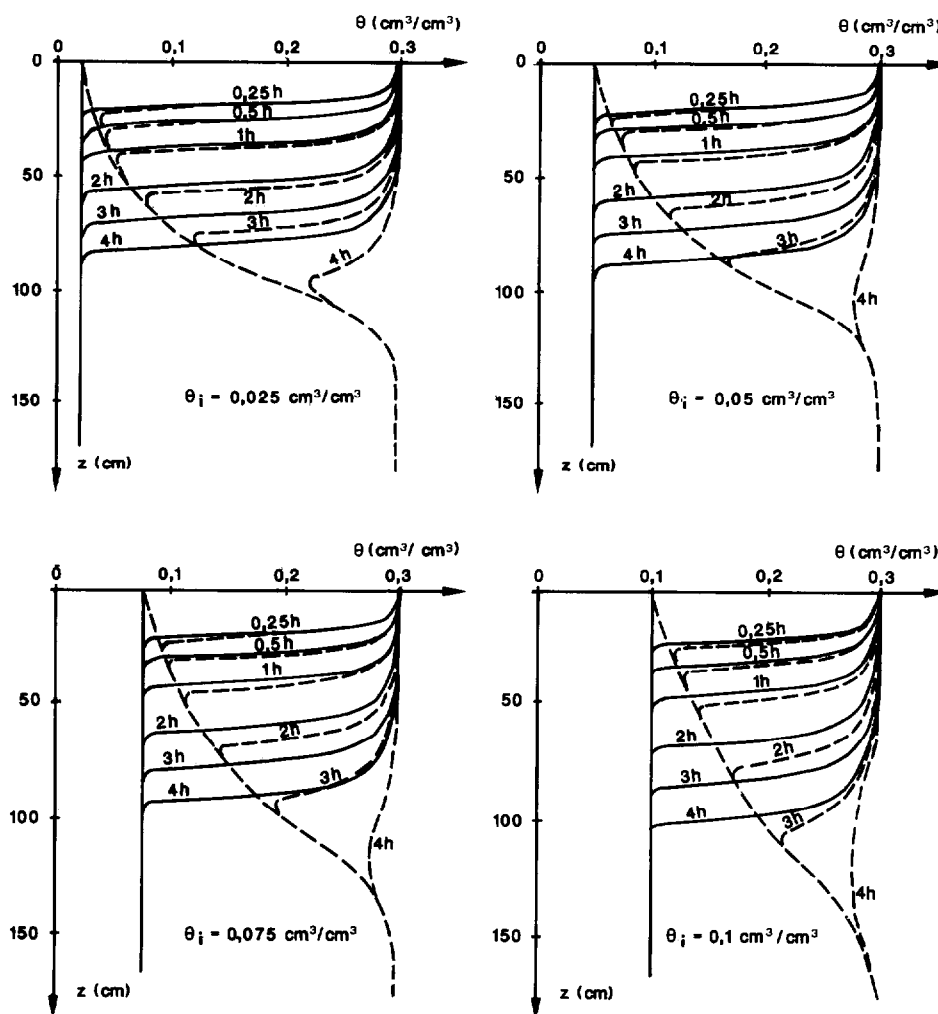 θ (cm³/cm³)
0 0,1 0,2 0,3
0
50
100
150
0,25h
0,5h
1h
2h
2h
3h
3h
4h
4h
θi = 0,025 cm³/cm³
z (cm)
θ (cm³/cm³)
0 0,1 0,2 0,3
0
50
100
150
0,25h
0,5h
1h
2h
2h
3h
3h
4h
4h
θi = 0,05 cm³/cm³
z (cm)
θ (cm³/ cm³)
0 0,1 0,2 0,3
0
50
100
150
0,25h
0,5h
1h
2h
2h
3h
3h
4h
4h
θi = 0,075 cm³/cm³
z (cm)
θ (cm³/cm³)
0 0,1 0,2 0,3
0
50
100
150
0,25h
0,5h
1h
2h
2h
3h
3h
4h
4h
θi = 0,1 cm³/cm³
z (cm)